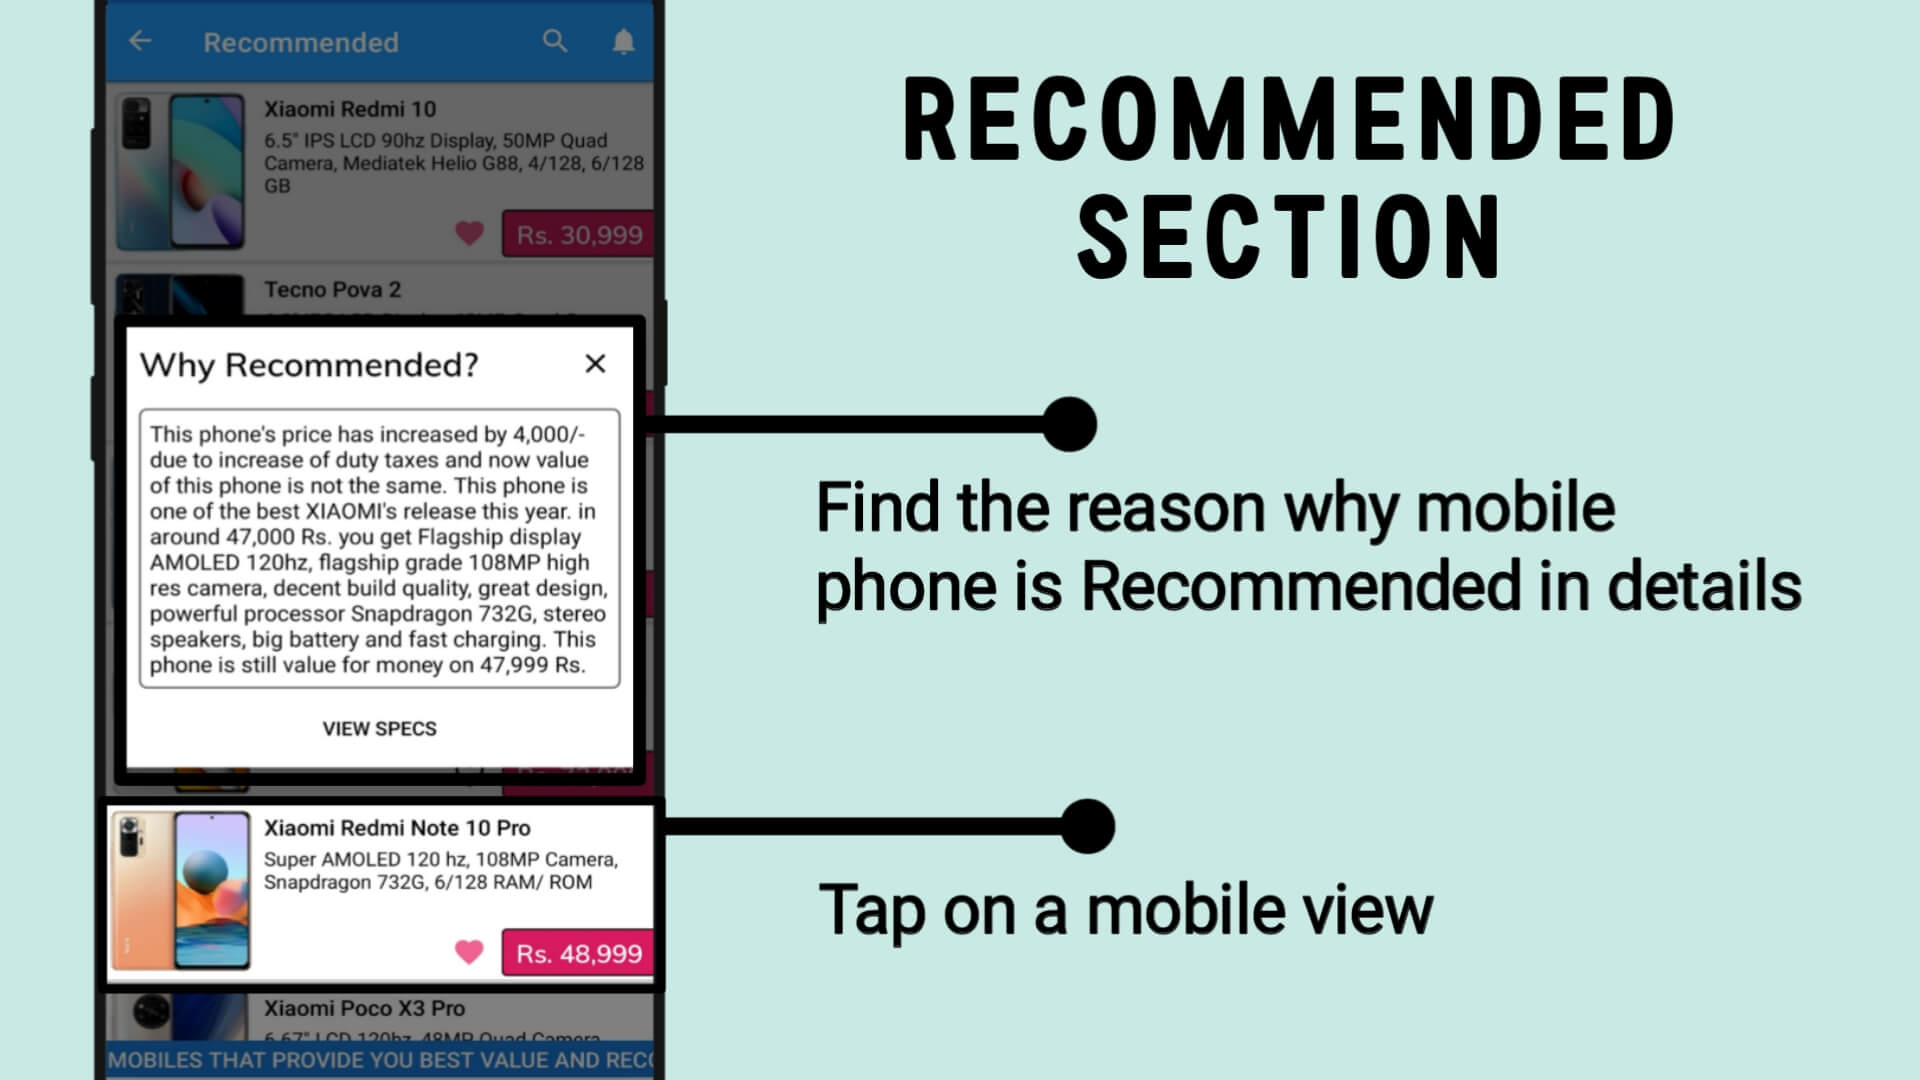 Recommended
Xiaomi Redmi 10
6.5" IPS LCD 90hz Display, 50MP Quad
Camera, Mediatek Helio G88, 4/128, 6/128
GB
Rs. 30,999
Tecno Pova 2
Why Recommended?
This phone's price has increased by 4,000/-
due to increase of duty taxes and now value
of this phone is not the same. This phone is
one of the best XIAOMI's release this year. in
around 47,000 Rs. you get Flagship display
AMOLED 120hz, flagship grade 108MP high
res camera, decent build quality, great design,
powerful processor Snapdragon 732G, stereo
speakers, big battery and fast charging. This
phone is still value for money on 47,999 Rs.
VIEW SPECS
Xiaomi Redmi Note 10 Pro
Super AMOLED 120 hz, 108MP Camera,
Snapdragon 732G, 6/128 RAM/ ROM
Rs. 48,999
Xiaomi Poco X3 Pro
6.67" LCD 120hz, 48MP Quad Camera
MOBILES THAT PROVIDE YOU BEST VALUE AND
RECOMMENDED
SECTION
Find the reason why mobile
phone is Recommended in details
Tap on a mobile view